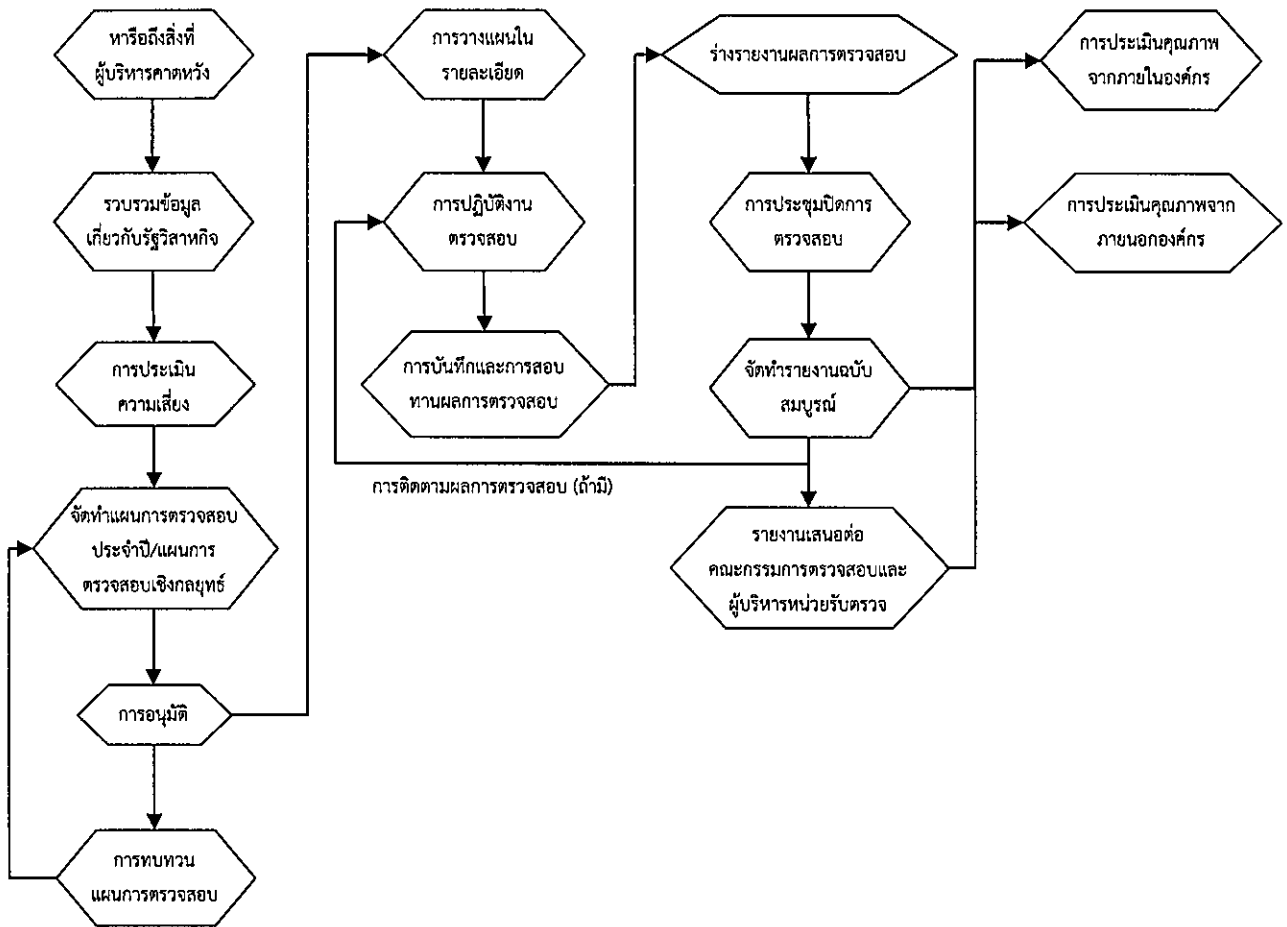 หารือถึงสิ่งที่
ผู้บริหารคาดหวัง
รวบรวมข้อมูล
เกี่ยวกับรัฐวิสาหกิจ
การประเมิน
ความเสี่ยง
จัดทำแผนการตรวจสอบ
ประจำปี/แผนการ
ตรวจสอบเชิงกลยุทธ์
การอนุมัติ
การทบทวน
แผนการตรวจสอบ
การวางแผนใน
รายละเอียด
การปฏิบัติงาน
ตรวจสอบ
การบันทึกและการสอบ
ทานผลการตรวจสอบ
การติดตามผลการตรวจสอบ (ถ้ามี)
ร่างรายงานผลการตรวจสอบ
การประชุมปิดการ
ตรวจสอบ
จัดทำรายงานฉบับ
สมบูรณ์
รายงานเสนอต่อ
คณะกรรมการตรวจสอบและ
ผู้บริหารหน่วยรับตรวจ
การประเมินคุณภาพ
จากภายในองค์กร
การประเมินคุณภาพจาก
ภายนอกองค์กร